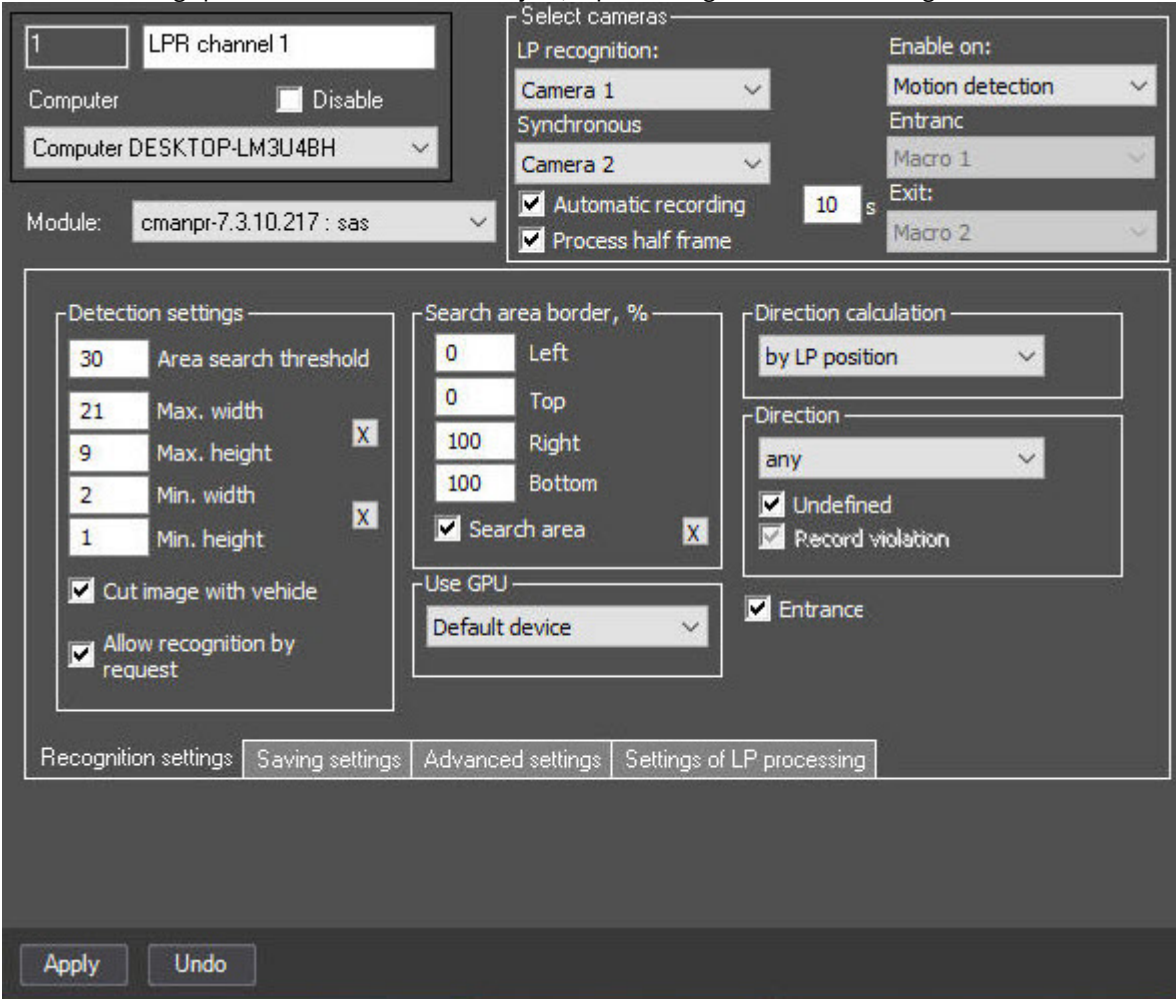 1
LPR channel 1
Computer
Disable
Computer DESKTOP-LM3U4BH
Module:
cmanpr-7.3.10.217 : sas
Select cameras
LP recognition:
Camera 1
Synchronous
Camera 2
Automatic recording
10 s
Process half frame
Enable on:
Motion detection
Entranc
Macro 1
Exit:
Macro 2
Detection settings
30 Area search threshold
21 Max. width
9 Max. height
X
2 Min. width
1 Min. height
X
Cut image with vehicle
Allow recognition by
request
Search area border, %
0 Left
0 Top
100 Right
100 Bottom
Search area X
Use GPU
Default device
Direction calculation
by LP position
Direction
any
Undefined
Record violation
Entrance
Recognition settings
Saving settings
Advanced settings
Settings of LP processing
Apply
Undo